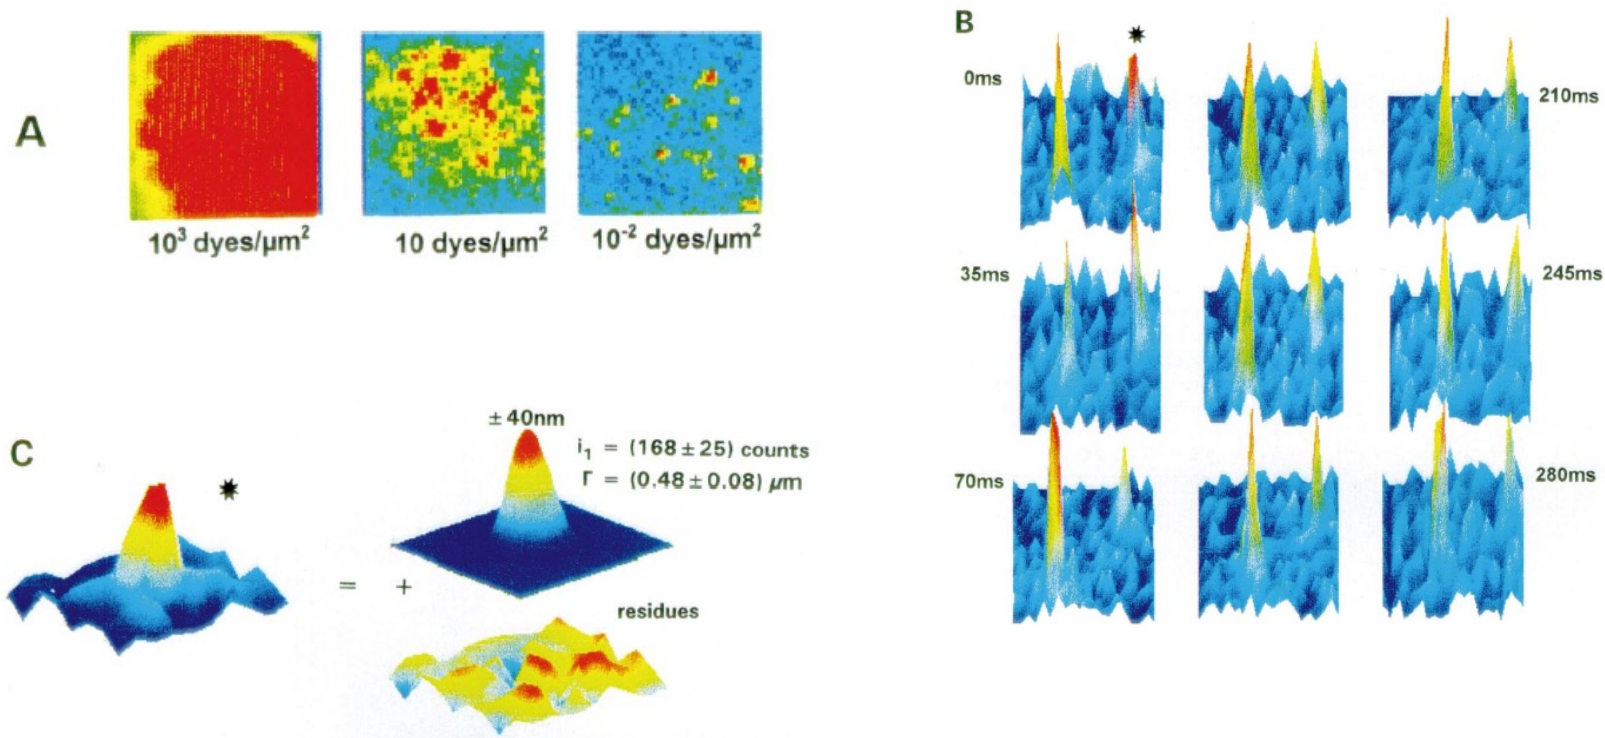 A
10³ dyes/µm²
10 dyes/µm²
10⁻² dyes/µm²
B
✷
0ms
210ms
35ms
245ms
70ms
280ms
C
✷
± 40nm
i₁ = (168 ± 25) counts
Γ = (0.48 ± 0.08) µm
= +
residues